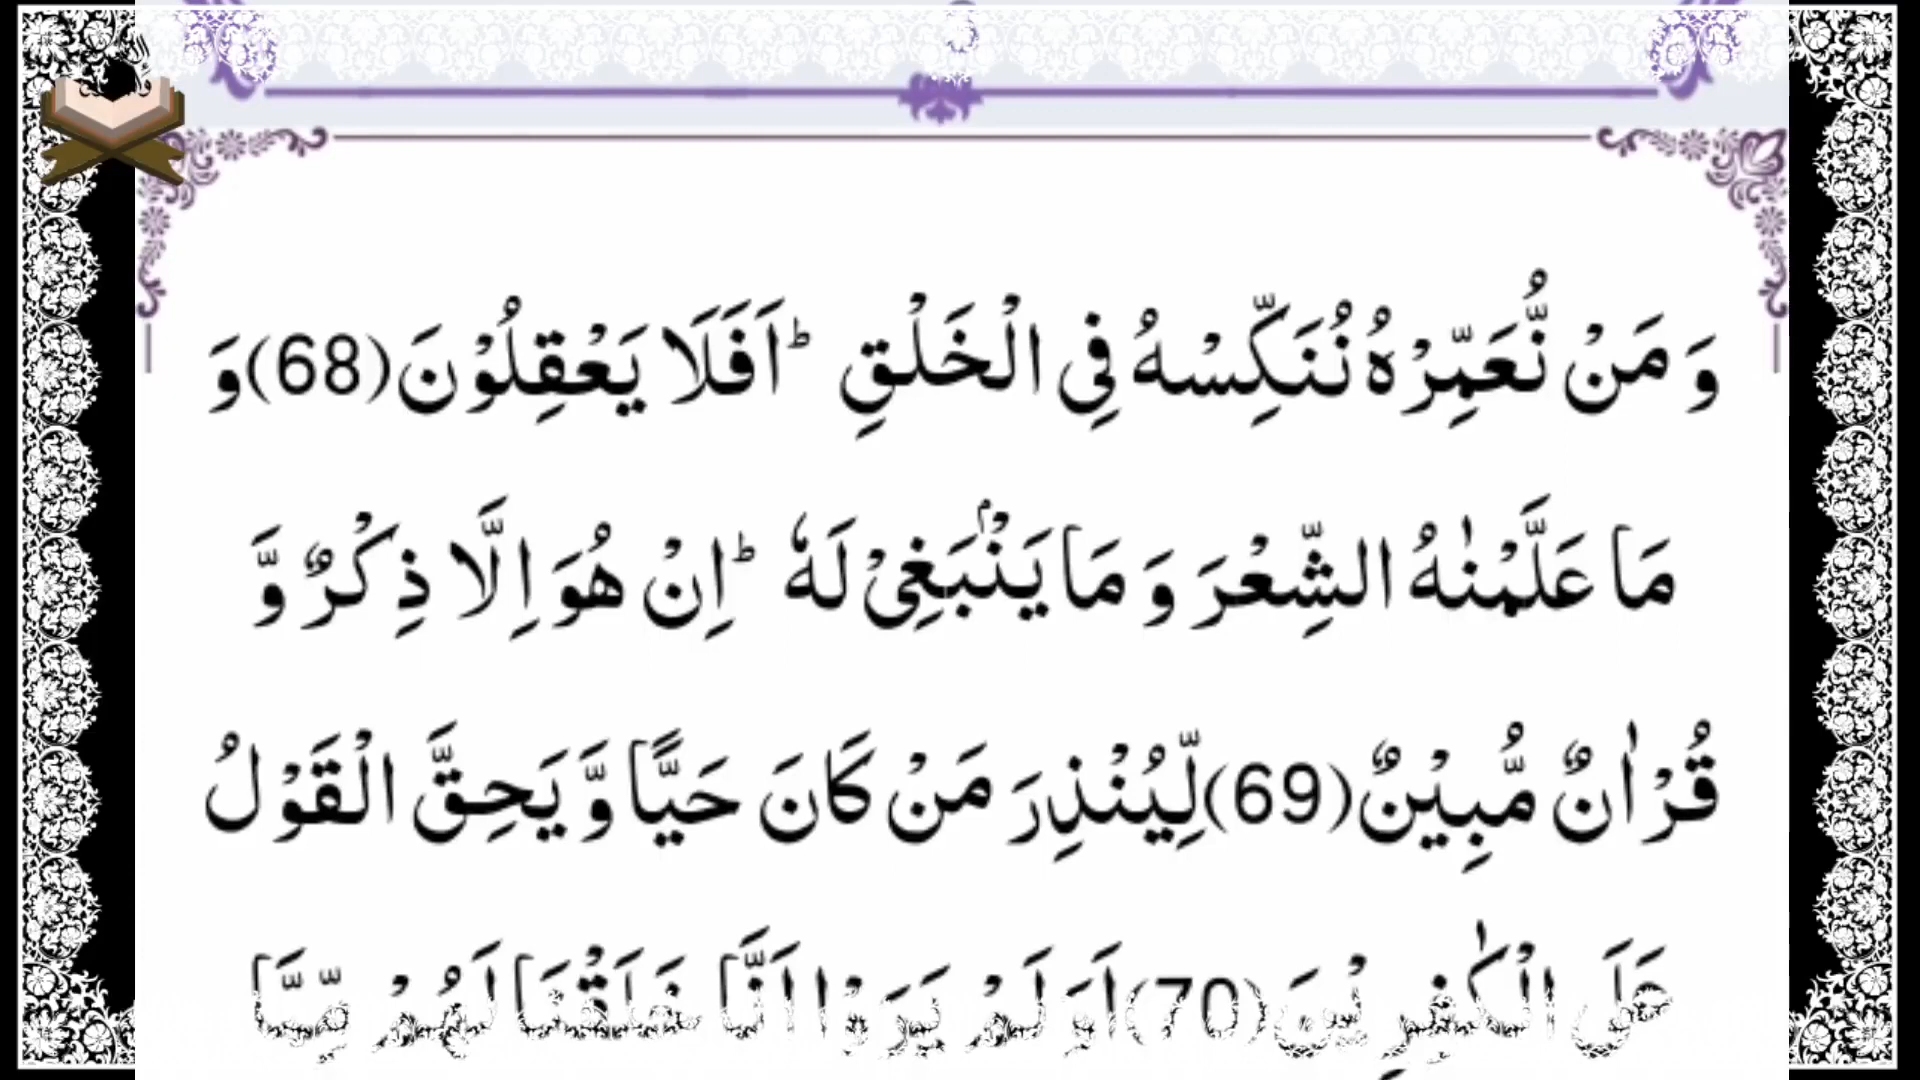 وَ مَنْ نُّعَمِّرْهُ نُنَكِّسْهُ فِی الْخَلْقِؕ اَفَلَا یَعْقِلُوْنَ(68)وَ
مَا عَلَّمْنٰهُ الشِّعْرَ وَ مَا یَنْۢبَغِیْ لَهٗؕ اِنْ هُوَ اِلَّا ذِكْرٌ وَّ
قُرْاٰنٌ مُّبِیْنٌ(69)لِّیُنْذِرَ مَنْ كَانَ حَیًّا وَّ یَحِقَّ الْقَوْلُ
عَلَى الْكٰفِرِیْنَ(70)اَوَ لَمْ یَرَوْا اَنَّا خَلَقْنَا لَهُمْ مِّمَّا